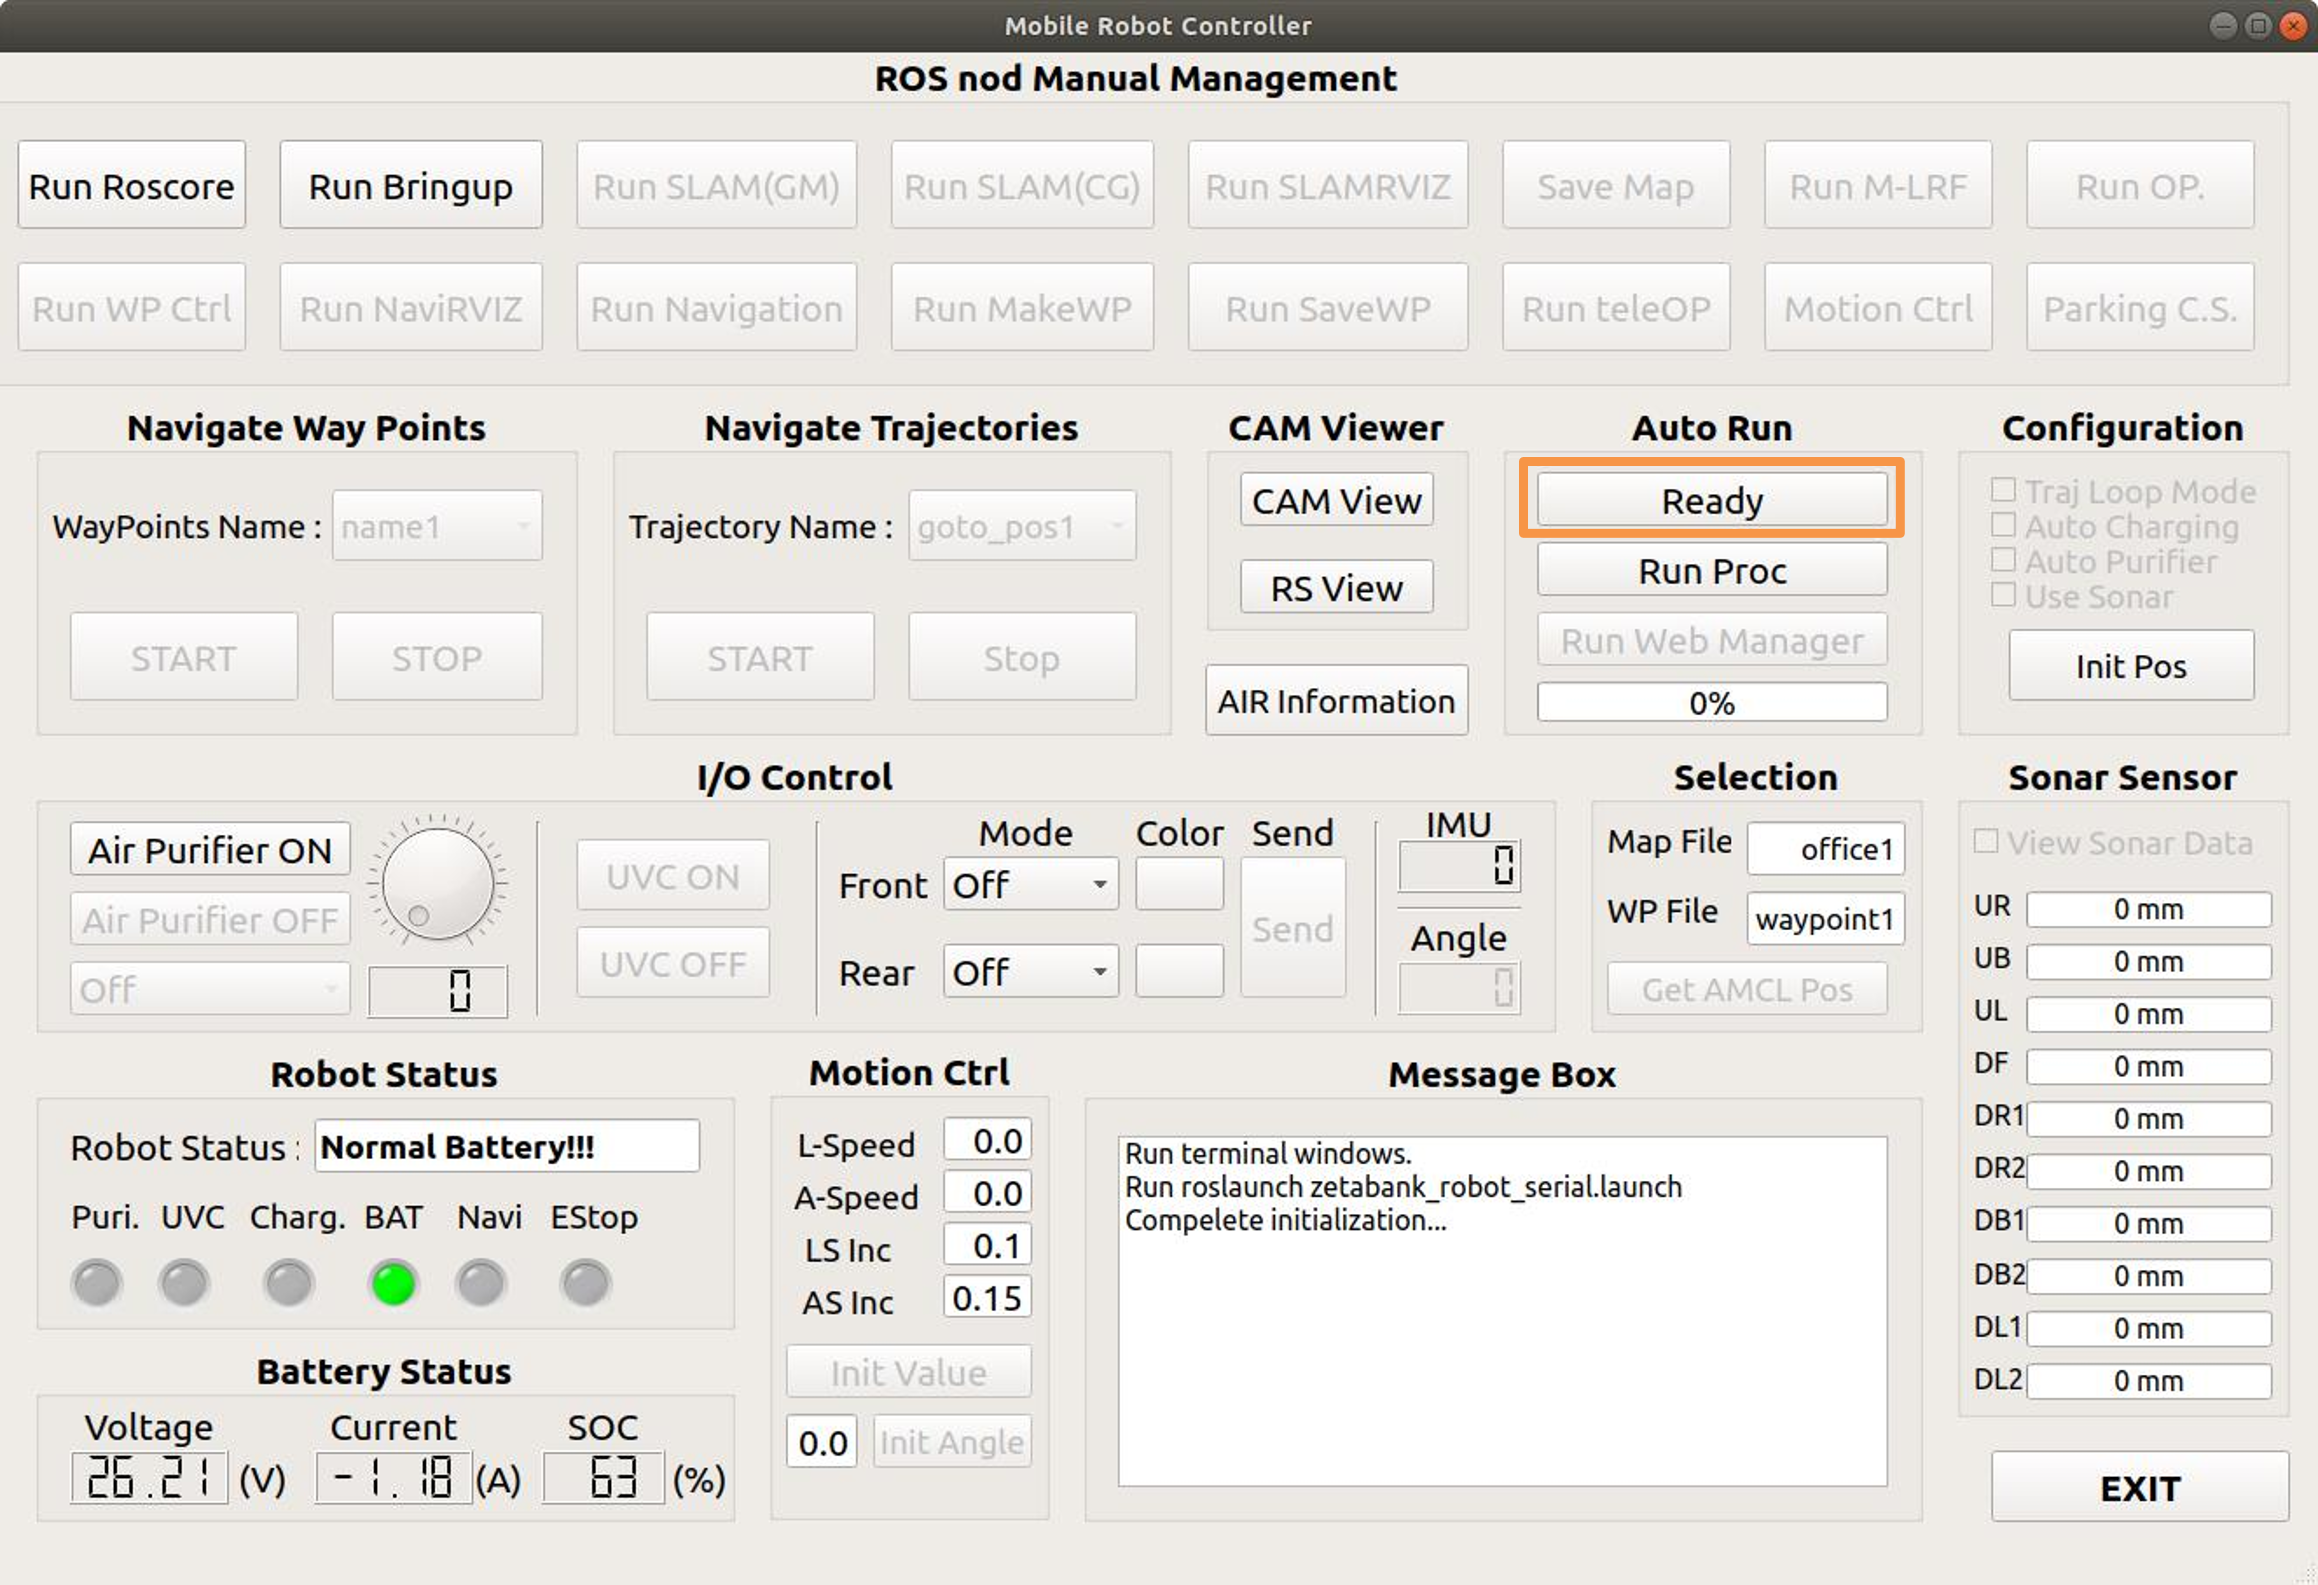 Mobile Robot Controller
ROS nod Manual Management
Run Roscore Run Bringup Run SLAM(GM) Run SLAM(CG) Run SLAMRVIZ Save Map Run M-LRF Run OP.
Run WP Ctrl Run NaviRVIZ Run Navigation Run MakeWP Run SaveWP Run teleOP Motion Ctrl Parking C.S.
Navigate Way Points
WayPoints Name : name1
START STOP
Navigate Trajectories
Trajectory Name : goto_pos1
START Stop
CAM Viewer
CAM View
RS View
AIR Information
Auto Run
Ready
Run Proc
Run Web Manager
0%
Configuration
Traj Loop Mode
Auto Charging
Auto Purifier
Use Sonar
Init Pos
I/O Control
Air Purifier ON
Air Purifier OFF
Off 0
UVC ON
UVC OFF
Mode Color Send
Front Off
Send
Rear Off
IMU
0
Angle
0
Selection
Map File office1
WP File waypoint1
Get AMCL Pos
Sonar Sensor
View Sonar Data
UR 0 mm
UB 0 mm
UL 0 mm
DF 0 mm
DR1 0 mm
DR2 0 mm
DB1 0 mm
DB2 0 mm
DL1 0 mm
DL2 0 mm
Robot Status
Robot Status : Normal Battery!!!
Puri. UVC Charg. BAT Navi EStop
Battery Status
Voltage Current SOC
26.21 (V) -1.18 (A) 63 (%)
Motion Ctrl
L-Speed 0.0
A-Speed 0.0
LS Inc 0.1
AS Inc 0.15
Init Value
0.0 Init Angle
Message Box
Run terminal windows.
Run roslaunch zetabank_robot_serial.launch
Compelete initialization...
EXIT